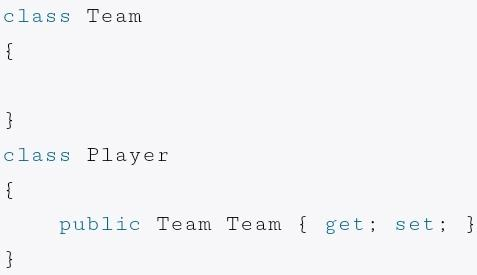 class Team
{
}
class Player
{
    public Team Team { get; set; }
}